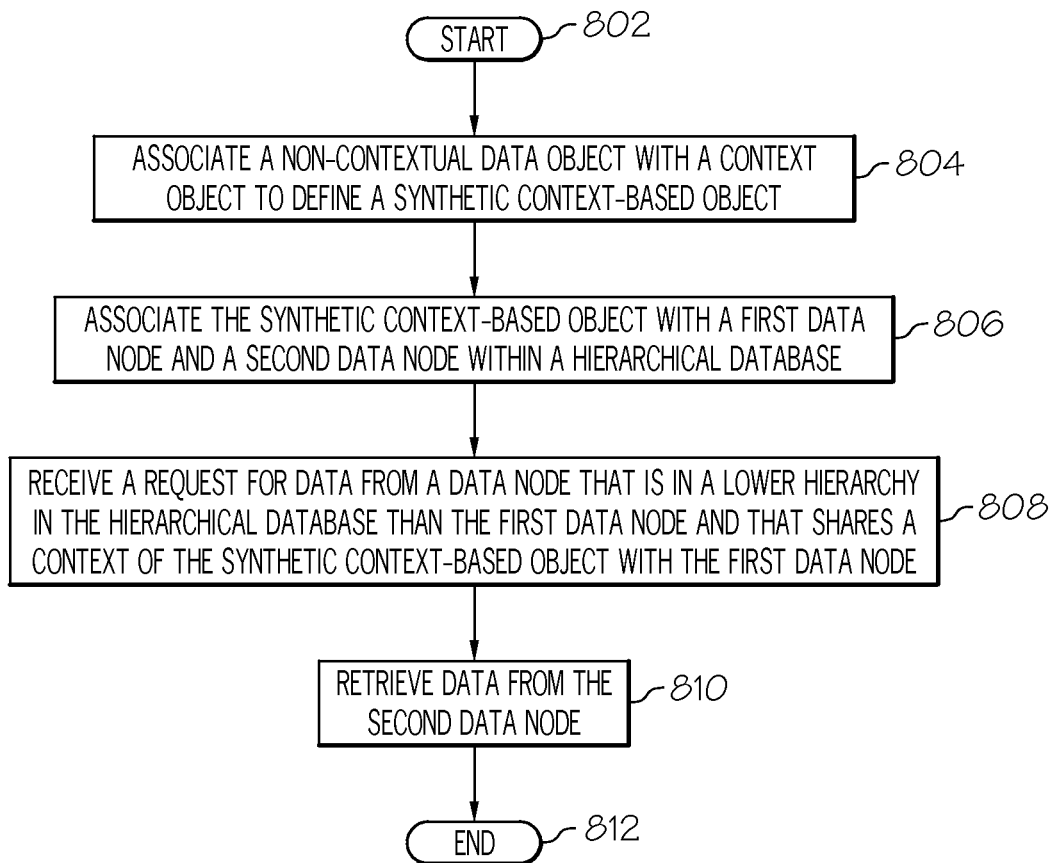 START
802
ASSOCIATE A NON-CONTEXTUAL DATA OBJECT WITH A CONTEXT
OBJECT TO DEFINE A SYNTHETIC CONTEXT-BASED OBJECT
804
ASSOCIATE THE SYNTHETIC CONTEXT-BASED OBJECT WITH A FIRST DATA
NODE AND A SECOND DATA NODE WITHIN A HIERARCHICAL DATABASE
806
RECEIVE A REQUEST FOR DATA FROM A DATA NODE THAT IS IN A LOWER HIERARCHY
IN THE HIERARCHICAL DATABASE THAN THE FIRST DATA NODE AND THAT SHARES A
CONTEXT OF THE SYNTHETIC CONTEXT-BASED OBJECT WITH THE FIRST DATA NODE
808
RETRIEVE DATA FROM THE
SECOND DATA NODE
810
END
812